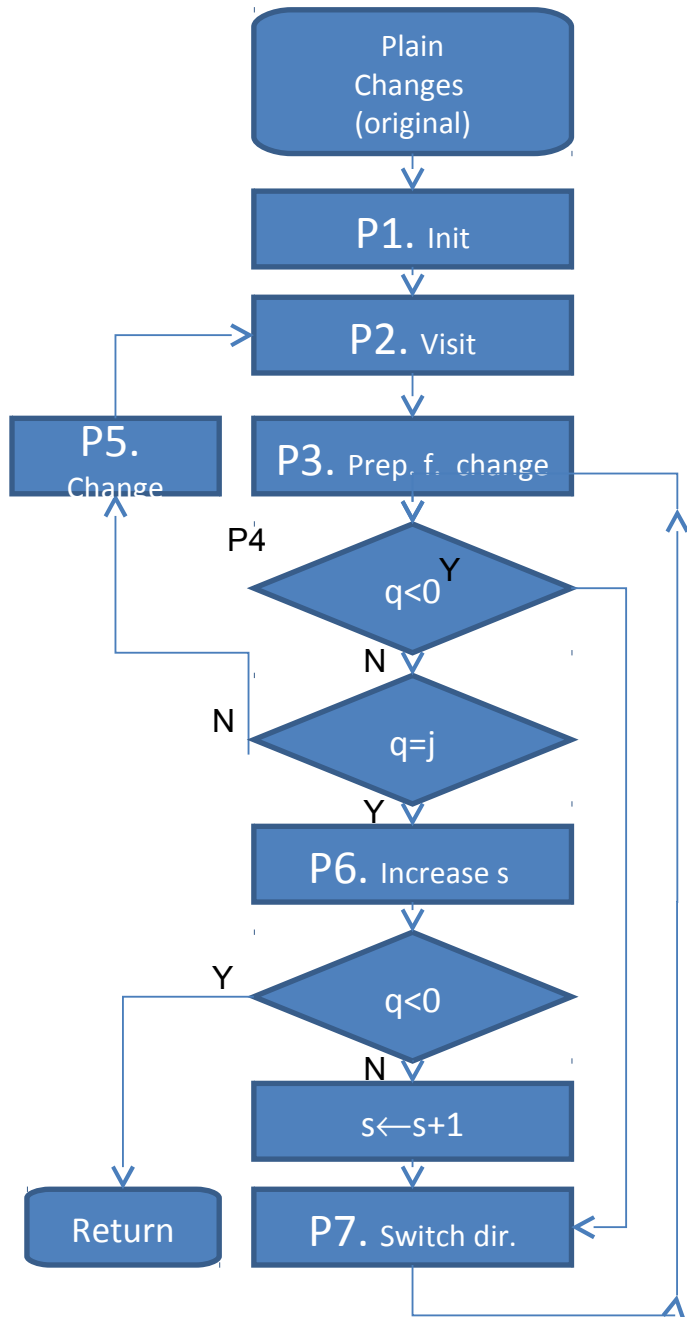 Plain
Changes
(original)
P1. Init
P2. Visit
P5.
Change
P3. Prep. f. change
P4
Y
q<0
N
N
q=j
Y
P6. Increase s
Y
q<0
N
s←s+1
Return
P7. Switch dir.